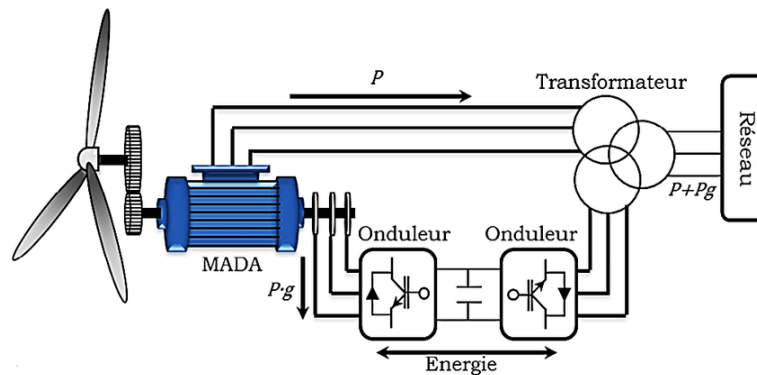 P
Transformateur
Réseau
P+Pg
MADA
Onduleur
Onduleur
P·g
Energie